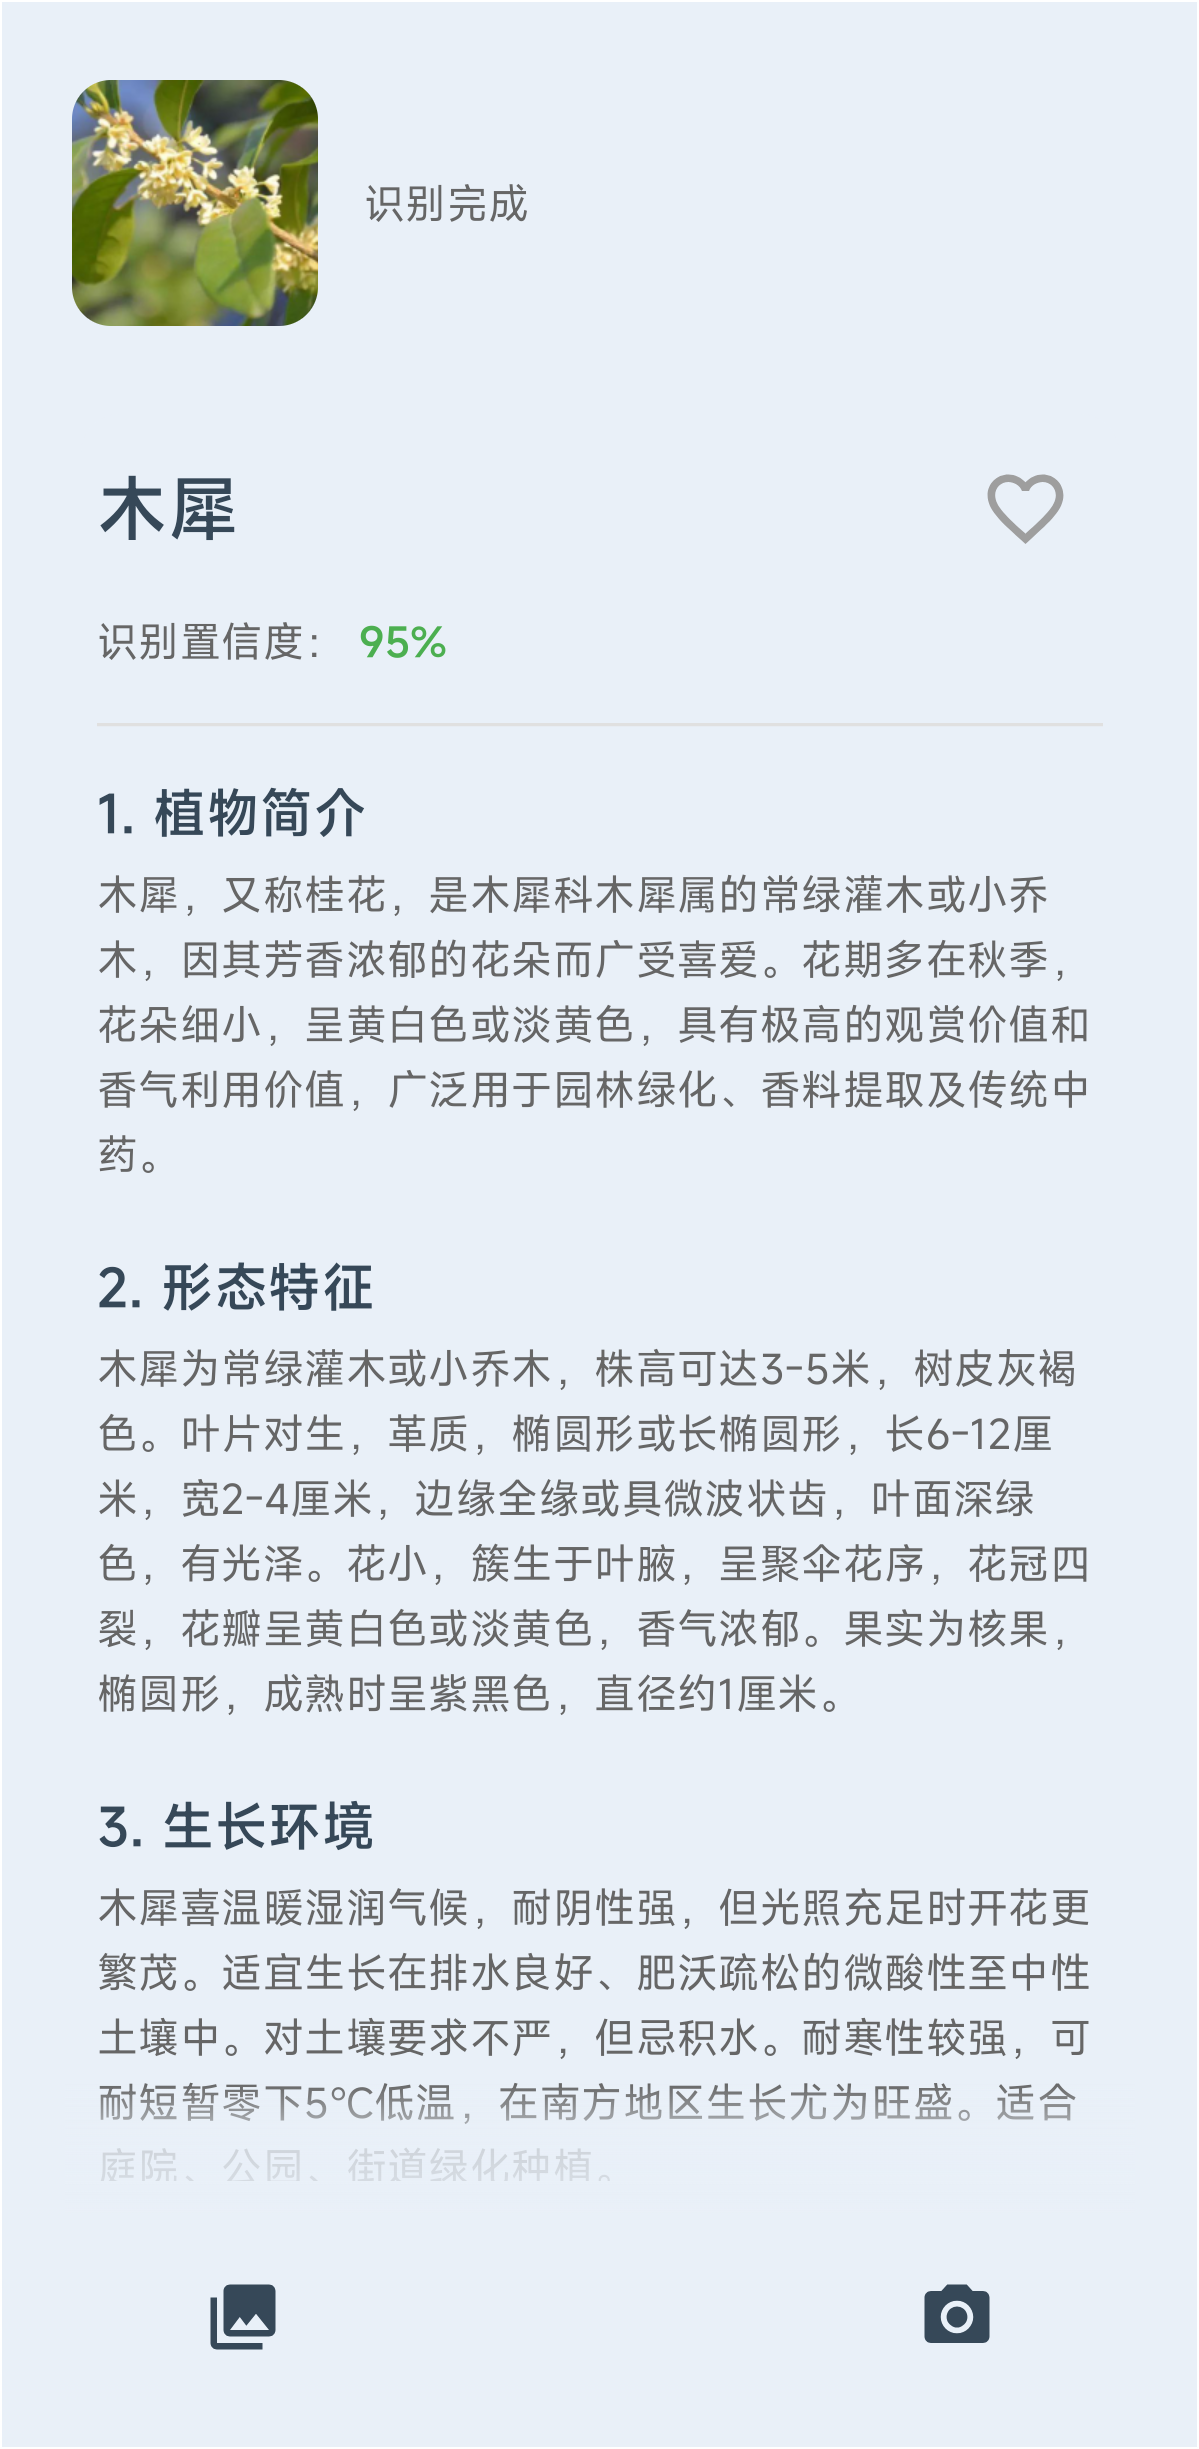 识别完成
木犀
识别置信度： 95%
1. 植物简介
木犀，又称桂花，是木犀科木犀属的常绿灌木或小乔
木，因其芳香浓郁的花朵而广受喜爱。花期多在秋季，
花朵细小，呈黄白色或淡黄色，具有极高的观赏价值和
香气利用价值，广泛用于园林绿化、香料提取及传统中
药。
2. 形态特征
木犀为常绿灌木或小乔木，株高可达3-5米，树皮灰褐
色。叶片对生，革质，椭圆形或长椭圆形，长6-12厘
米，宽2-4厘米，边缘全缘或具微波状齿，叶面深绿
色，有光泽。花小，簇生于叶腋，呈聚伞花序，花冠四
裂，花瓣呈黄白色或淡黄色，香气浓郁。果实为核果，
椭圆形，成熟时呈紫黑色，直径约1厘米。
3. 生长环境
木犀喜温暖湿润气候，耐阴性强，但光照充足时开花更
繁茂。适宜生长在排水良好、肥沃疏松的微酸性至中性
土壤中。对土壤要求不严，但忌积水。耐寒性较强，可
耐短暂零下5°C低温，在南方地区生长尤为旺盛。适合
庭院、公园、街道绿化种植。